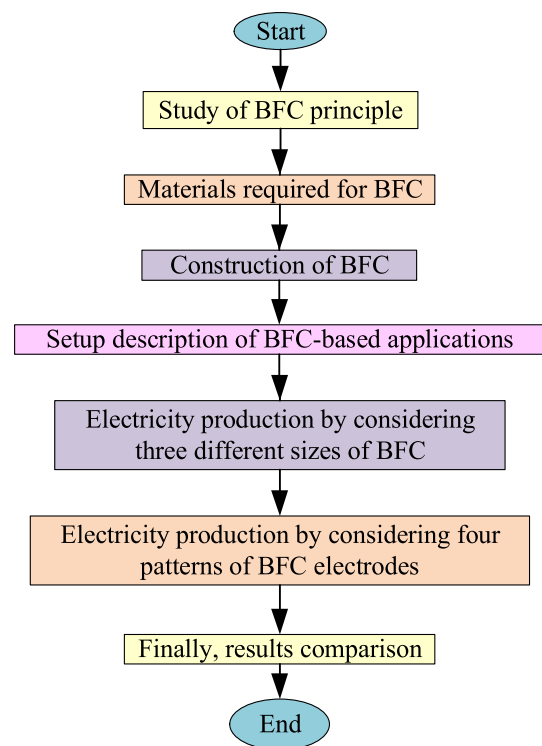 Start
Study of BFC principle
Materials required for BFC
Construction of BFC
Setup description of BFC-based applications
Electricity production by considering
three different sizes of BFC
Electricity production by considering four
patterns of BFC electrodes
Finally, results comparison
End